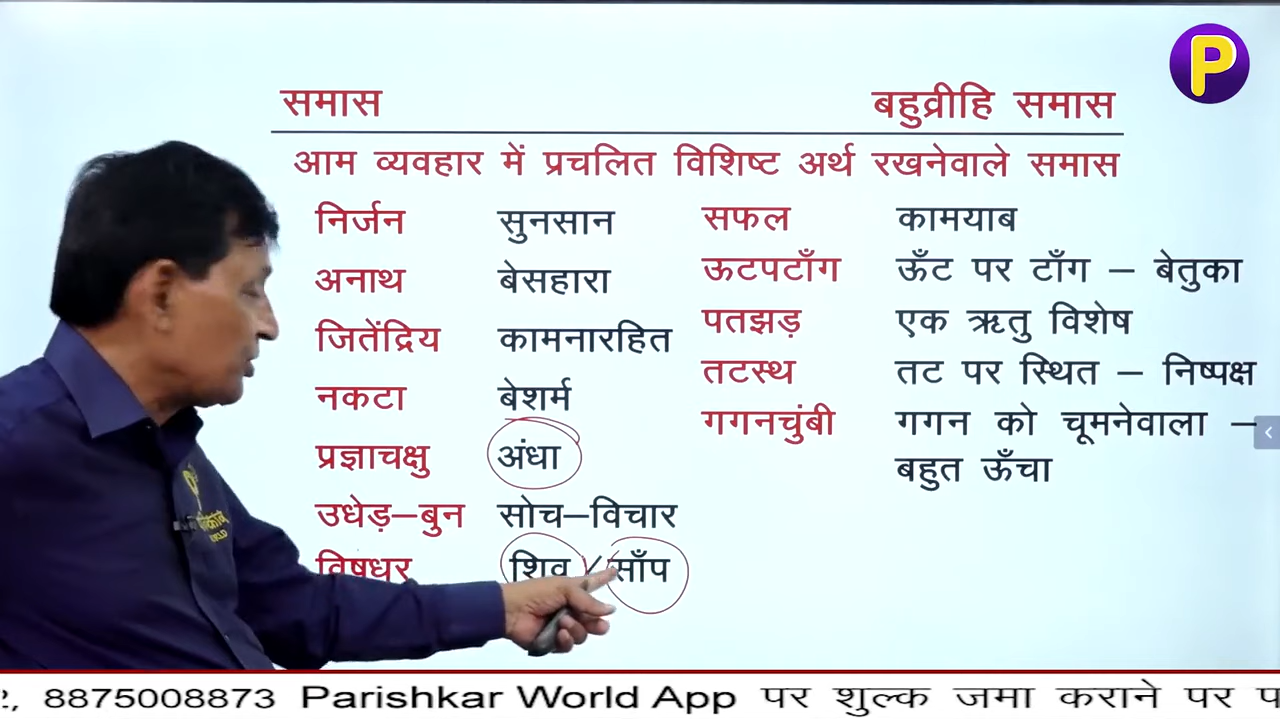 P
समास बहुव्रीहि समास
आम व्यवहार में प्रचलित विशिष्ट अर्थ रखनेवाले समास
निर्जन सुनसान
अनाथ बेसहारा
जितेंद्रिय कामनारहित
नकटा बेशर्म
प्रज्ञाचक्षु अंधा
उधेड़–बुन सोच–विचार
विषधर शिव / साँप
सफल कामयाब
ऊटपटाँग ऊँट पर टाँग – बेतुका
पतझड़ एक ऋतु विशेष
तटस्थ तट पर स्थित – निष्पक्ष
गगनचुंबी गगन को चूमनेवाला –
बहुत ऊँचा
8875008873 Parishkar World App पर शुल्क जमा कराने पर